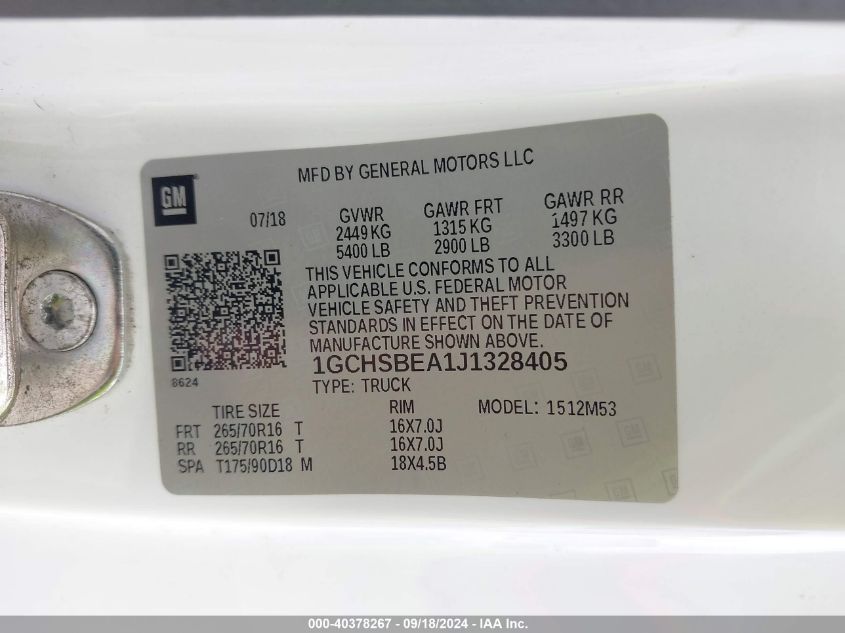 MFD BY GENERAL MOTORS LLC
GM
07/18 GVWR GAWR FRT GAWR RR
2449 KG 1315 KG 1497 KG
5400 LB 2900 LB 3300 LB
THIS VEHICLE CONFORMS TO ALL
APPLICABLE U.S. FEDERAL MOTOR
VEHICLE SAFETY AND THEFT PREVENTION
STANDARDS IN EFFECT ON THE DATE OF
MANUFACTURE SHOWN ABOVE.
1GCHSBEA1J1328405
8624
TYPE: TRUCK
TIRE SIZE RIM MODEL: 1512M53
FRT 265/70R16 T 16X7.0J
RR 265/70R16 T 16X7.0J
SPA T175/90D18 M 18X4.5B
000-40378267 - 09/18/2024 - IAA Inc.